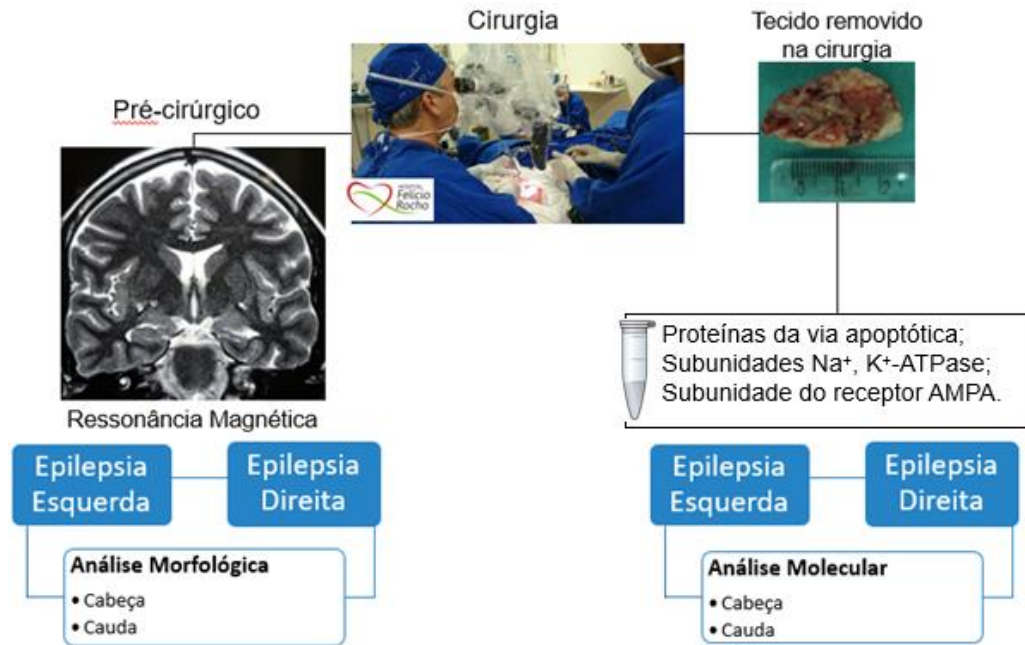 Cirurgia
Tecido removido
na cirurgia
Pré-cirúrgico
HOSPITAL
Felício
Rocho
Ressonância Magnética
Proteínas da via apoptótica;
Subunidades Na⁺, K⁺-ATPase;
Subunidade do receptor AMPA.
Epilepsia
Esquerda
Epilepsia
Direita
Análise Morfológica
• Cabeça
• Cauda
Epilepsia
Esquerda
Epilepsia
Direita
Análise Molecular
• Cabeça
• Cauda